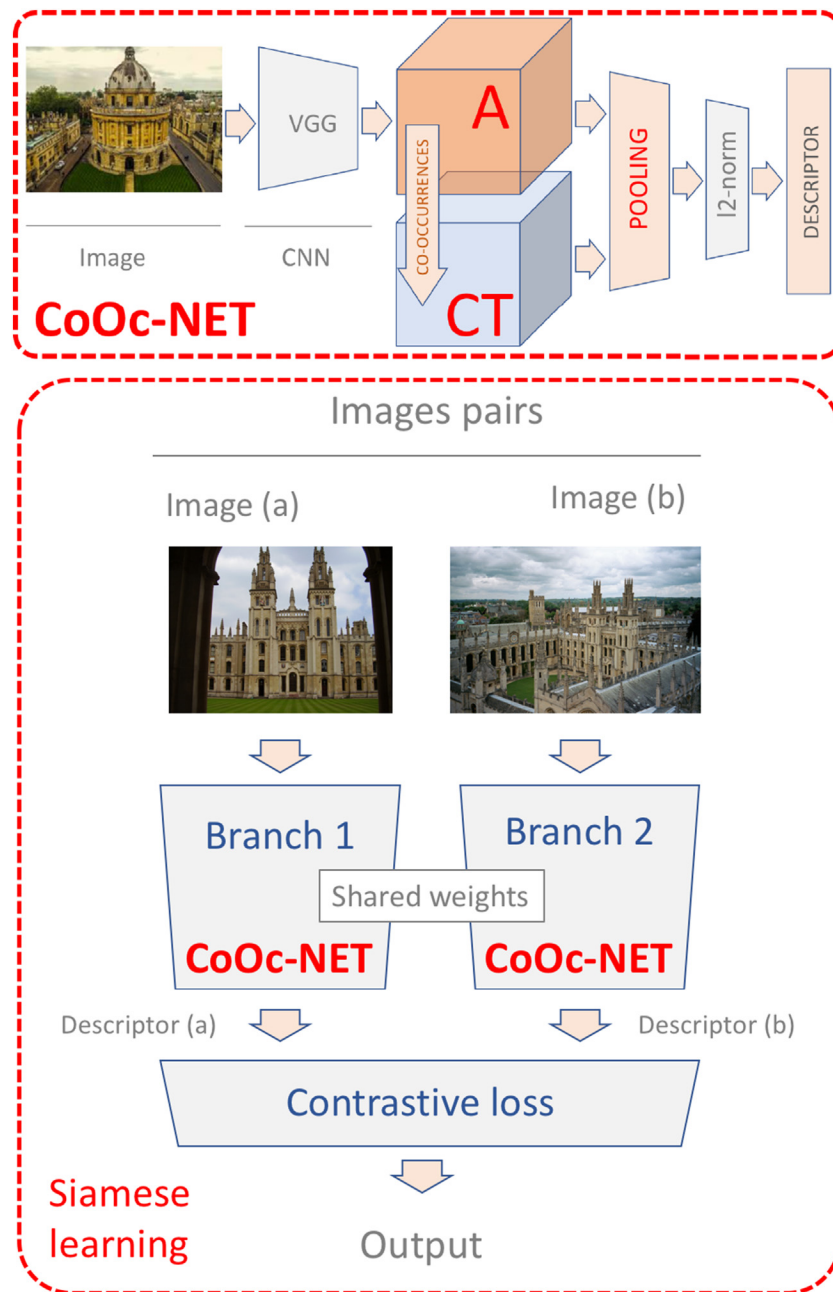 VGG
A
CO-OCCURRENCES
CT
POOLING
l2-norm
DESCRIPTOR
Image
CNN
CoOc-NET
Images pairs
Image (a)
Image (b)
Branch 1
Branch 2
Shared weights
CoOc-NET
CoOc-NET
Descriptor (a)
Descriptor (b)
Contrastive loss
Siamese
learning
Output